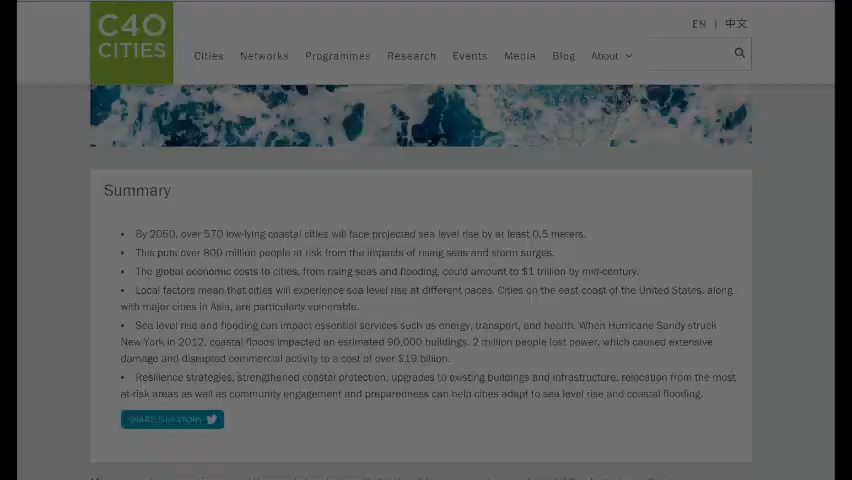 C40
CITIES
EN | 中文
Cities Networks Programmes Research Events Media Blog About
Summary
• By 2050, over 570 low-lying coastal cities will face projected sea level rise by at least 0.5 meters.
• This puts over 800 million people at risk from the impacts of rising seas and storm surges.
• The global economic costs to cities, from rising seas and flooding, could amount to $1 trillion by mid-century.
• Local factors mean that cities will experience sea level rise at different paces. Cities on the east coast of the United States, along
with major cities in Asia, are particularly vulnerable.
• Sea level rise and flooding can impact essential services such as energy, transport, and health. When Hurricane Sandy struck
New York in 2012, coastal floods impacted an estimated 90,000 buildings. 2 million people lost power, which caused extensive
damage and disrupted commercial activity to a cost of over $19 billion.
• Resilience strategies, strengthened coastal protection, upgrades to existing buildings and infrastructure, relocation from the most
at-risk areas as well as community engagement and preparedness can help cities adapt to sea level rise and coastal flooding.
SHARE THIS STORY